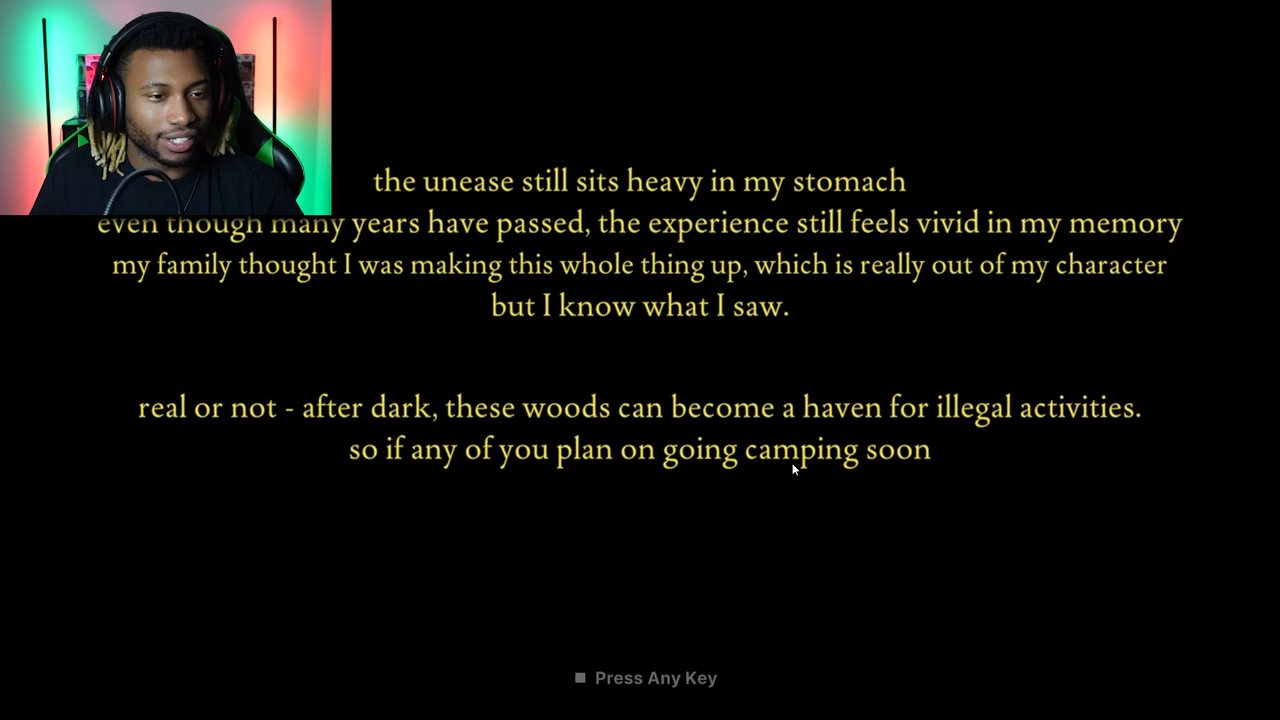 the unease still sits heavy in my stomach
even though many years have passed, the experience still feels vivid in my memory
my family thought I was making this whole thing up, which is really out of my character
but I know what I saw.
real or not - after dark, these woods can become a haven for illegal activities.
so if any of you plan on going camping soon
Press Any Key